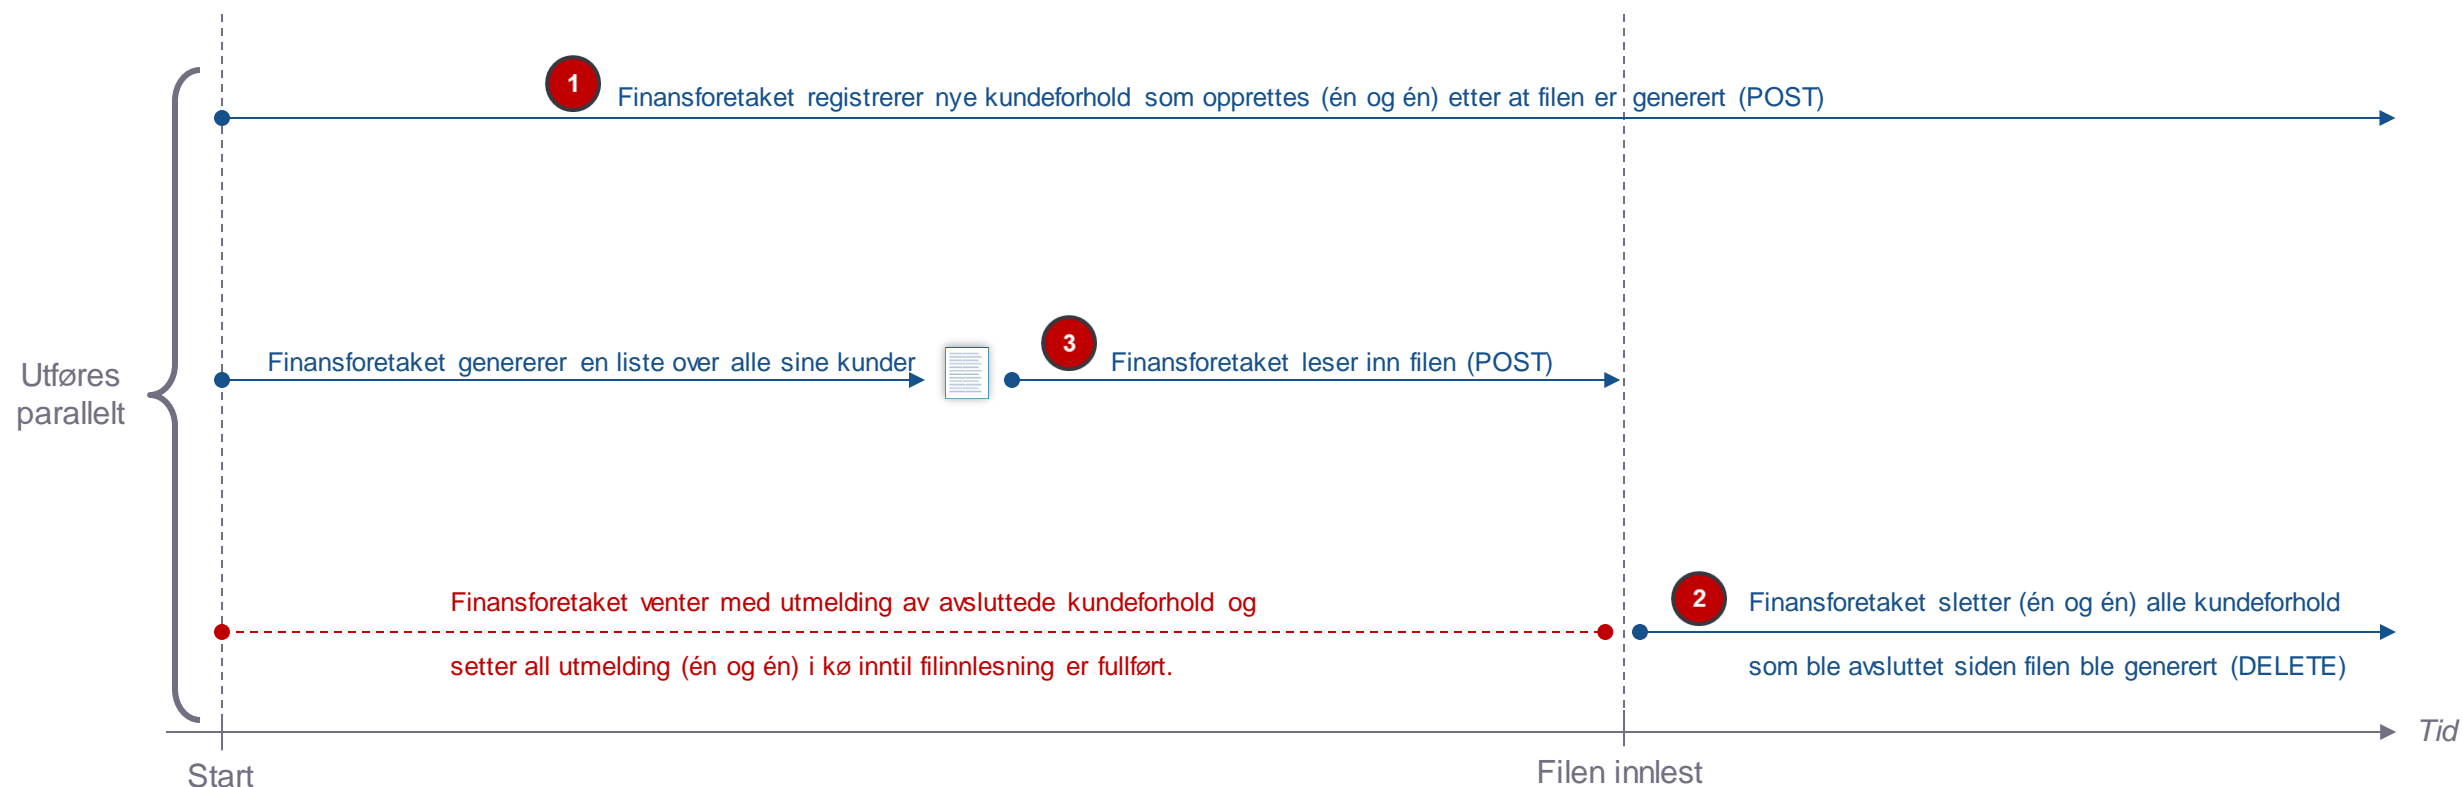 1
Finansforetaket registrerer nye kundeforhold som opprettes (én og én) etter at filen er generert (POST)
Utføres
parallelt
Finansforetaket genererer en liste over alle sine kunder
3
Finansforetaket leser inn filen (POST)
Finansforetaket venter med utmelding av avsluttede kundeforhold og
setter all utmelding (én og én) i kø inntil filinnlesning er fullført.
2
Finansforetaket sletter (én og én) alle kundeforhold
som ble avsluttet siden filen ble generert (DELETE)
Tid
Start
Filen innlest